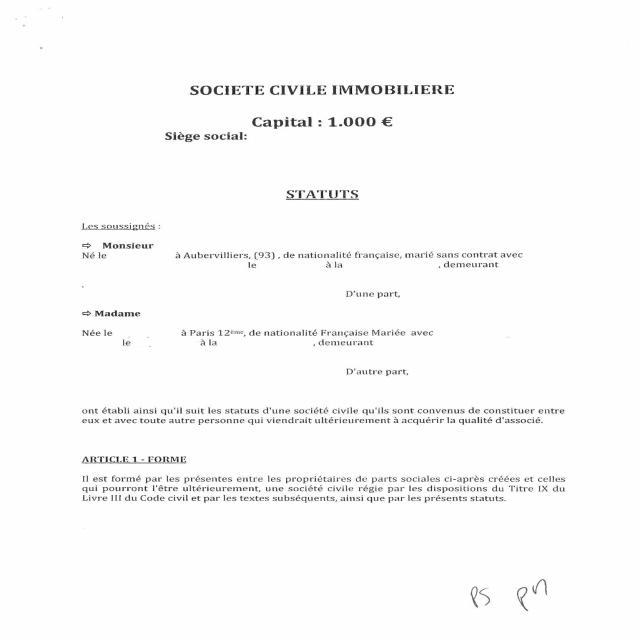 SOCIETE CIVILE IMMOBILIERE
Capital : 1.000 €
Siège social:
STATUTS
Les soussignés :
⇨ Monsieur
Né le à Aubervilliers, (93) , de nationalité française, marié sans contrat avec
le à la , demeurant
D'une part,
⇨ Madame
Née le à Paris 12ème, de nationalité Française Mariée avec
le à la , demeurant
D'autre part,
ont établi ainsi qu'il suit les statuts d'une société civile qu'ils sont convenus de constituer entre
eux et avec toute autre personne qui viendrait ultérieurement à acquérir la qualité d'associé.
ARTICLE 1 - FORME
Il est formé par les présentes entre les propriétaires de parts sociales ci-après créées et celles
qui pourront l'être ultérieurement, une société civile régie par les dispositions du Titre IX du
Livre III du Code civil et par les textes subséquents, ainsi que par les présents statuts.
PS